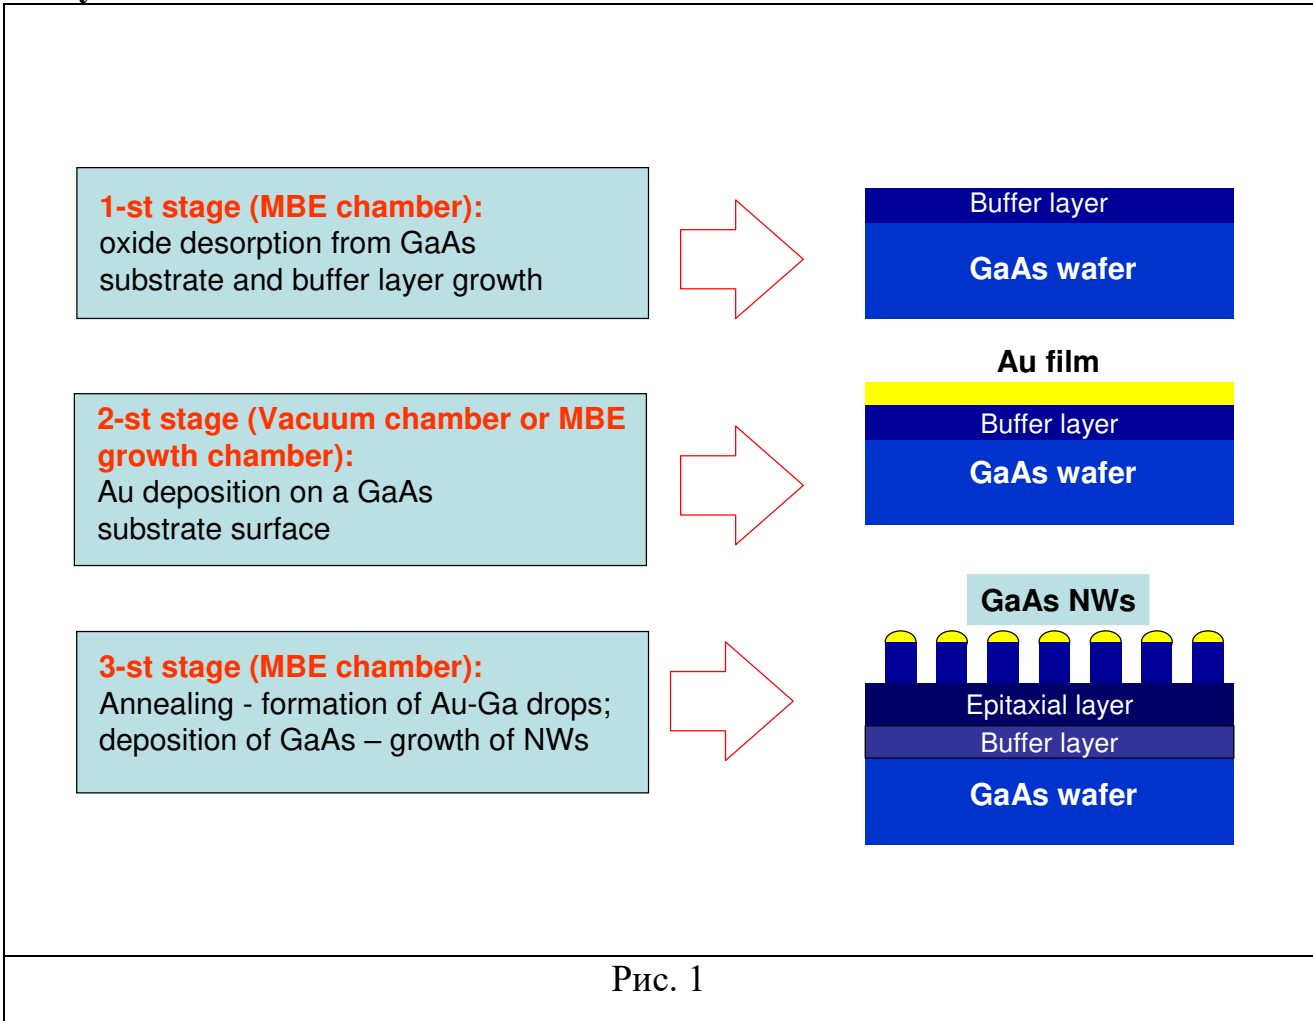 1-st stage (MBE chamber):
oxide desorption from GaAs
substrate and buffer layer growth
Buffer layer
GaAs wafer
2-st stage (Vacuum chamber or MBE
growth chamber):
Au deposition on a GaAs
substrate surface
Au film
Buffer layer
GaAs wafer
3-st stage (MBE chamber):
Annealing - formation of Au-Ga drops;
deposition of GaAs – growth of NWs
GaAs NWs
Epitaxial layer
Buffer layer
GaAs wafer
Рис. 1